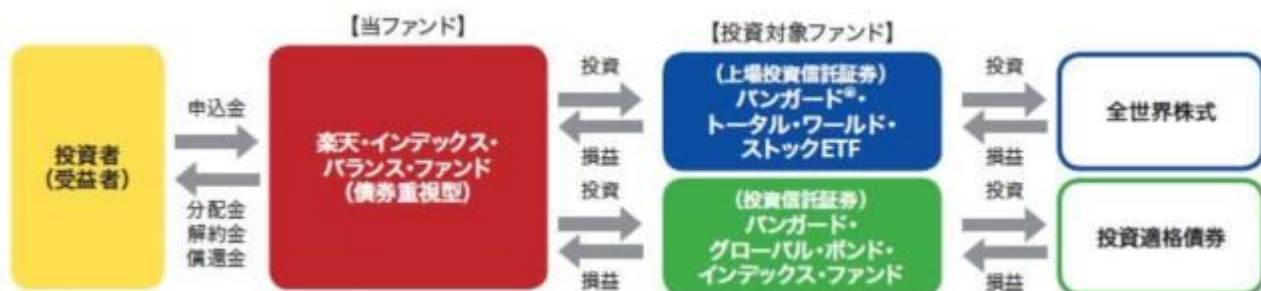 【当ファンド】
【投資対象ファンド】
投資者
(受益者)
申込金
分配金
解約金
償還金
楽天・インデックス・
バランス・ファンド
(債券重視型)
投資
損益
投資
損益
(上場投資信託証券)
バンガード®・
トータル・ワールド・
ストックETF
(投資信託証券)
バンガード・
グローバル・ボンド・
インデックス・ファンド
投資
損益
投資
損益
全世界株式
投資適格債券